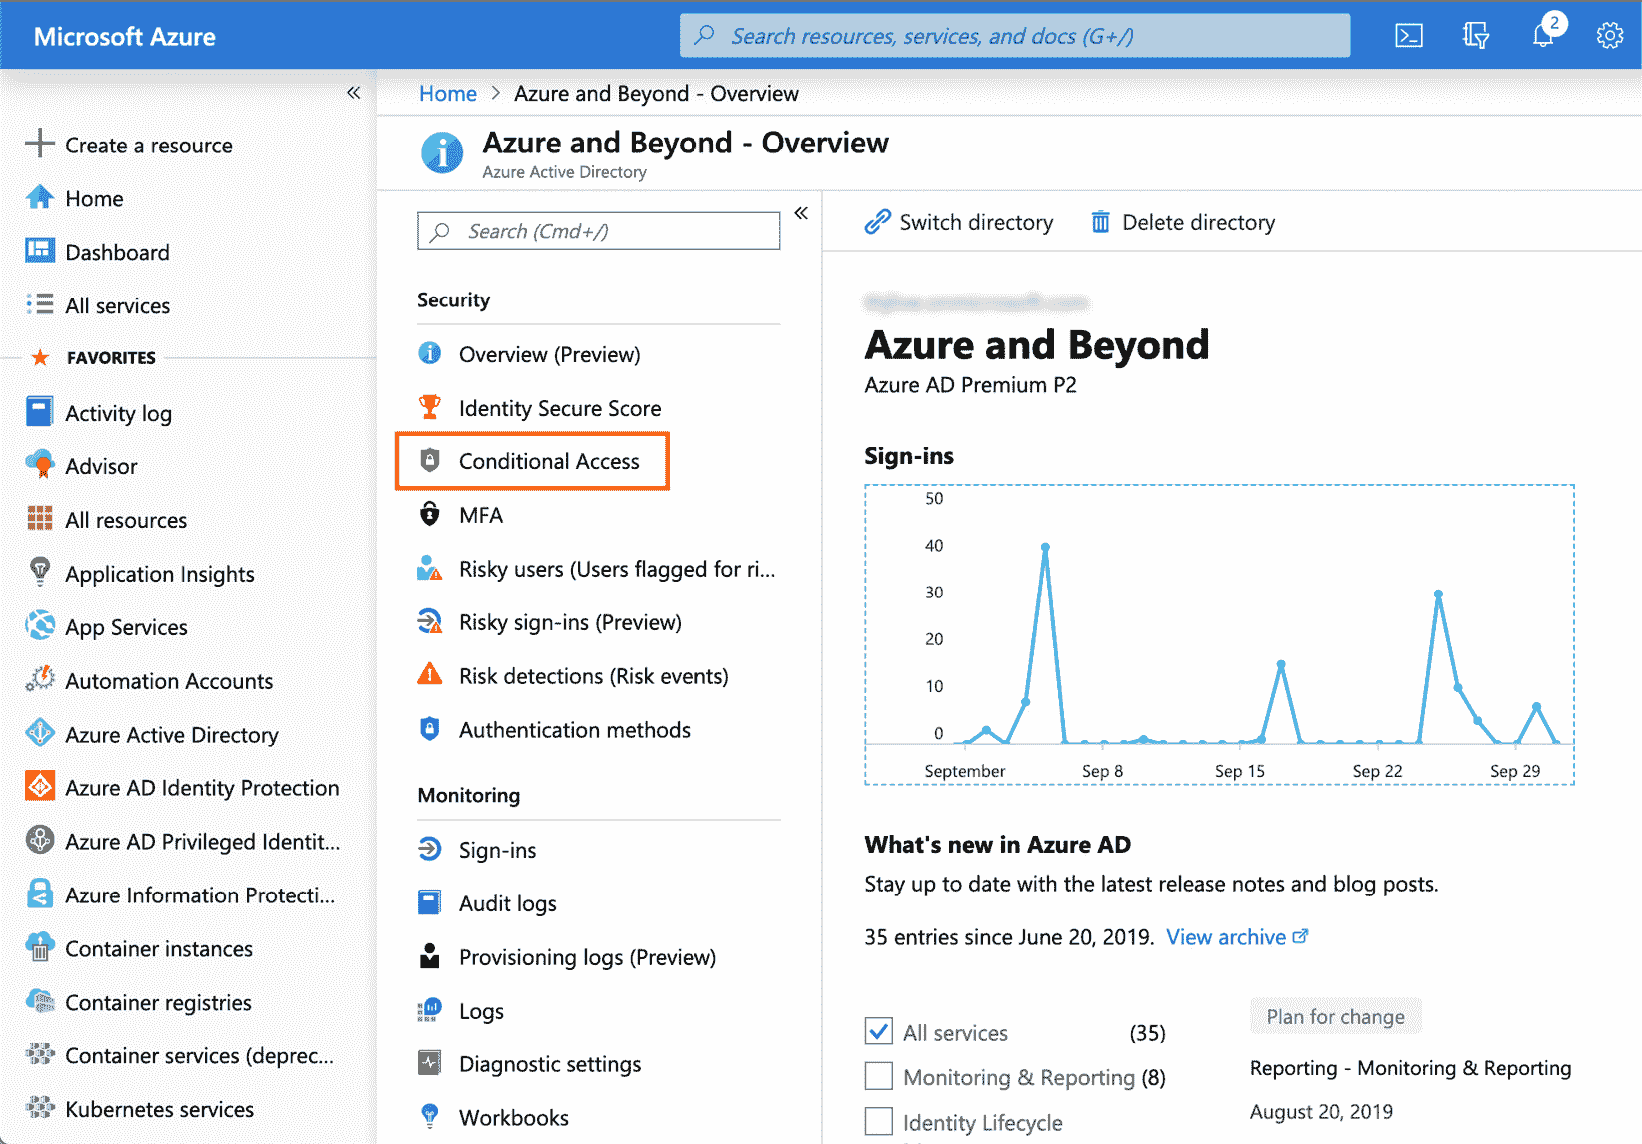 Microsoft Azure
Search resources, services, and docs (G+/)
2
«
Create a resource
Home
Dashboard
All services
FAVORITES
Activity log
Advisor
All resources
Application Insights
App Services
Automation Accounts
Azure Active Directory
Azure AD Identity Protection
Azure AD Privileged Identit...
Azure Information Protecti...
Container instances
Container registries
Container services (deprec...
Kubernetes services
Home > Azure and Beyond - Overview
Azure and Beyond - Overview
Azure Active Directory
Search (Cmd+/)
«
Security
Overview (Preview)
Identity Secure Score
Conditional Access
MFA
Risky users (Users flagged for ri...
Risky sign-ins (Preview)
Risk detections (Risk events)
Authentication methods
Monitoring
Sign-ins
Audit logs
Provisioning logs (Preview)
Logs
Diagnostic settings
Workbooks
Switch directory Delete directory
Azure and Beyond
Azure AD Premium P2
Sign-ins
50
40
30
20
10
0
September Sep 8 Sep 15 Sep 22 Sep 29
What's new in Azure AD
Stay up to date with the latest release notes and blog posts.
35 entries since June 20, 2019. View archive
All services (35)
Monitoring & Reporting (8)
Identity Lifecycle
Plan for change
Reporting - Monitoring & Reporting
August 20, 2019